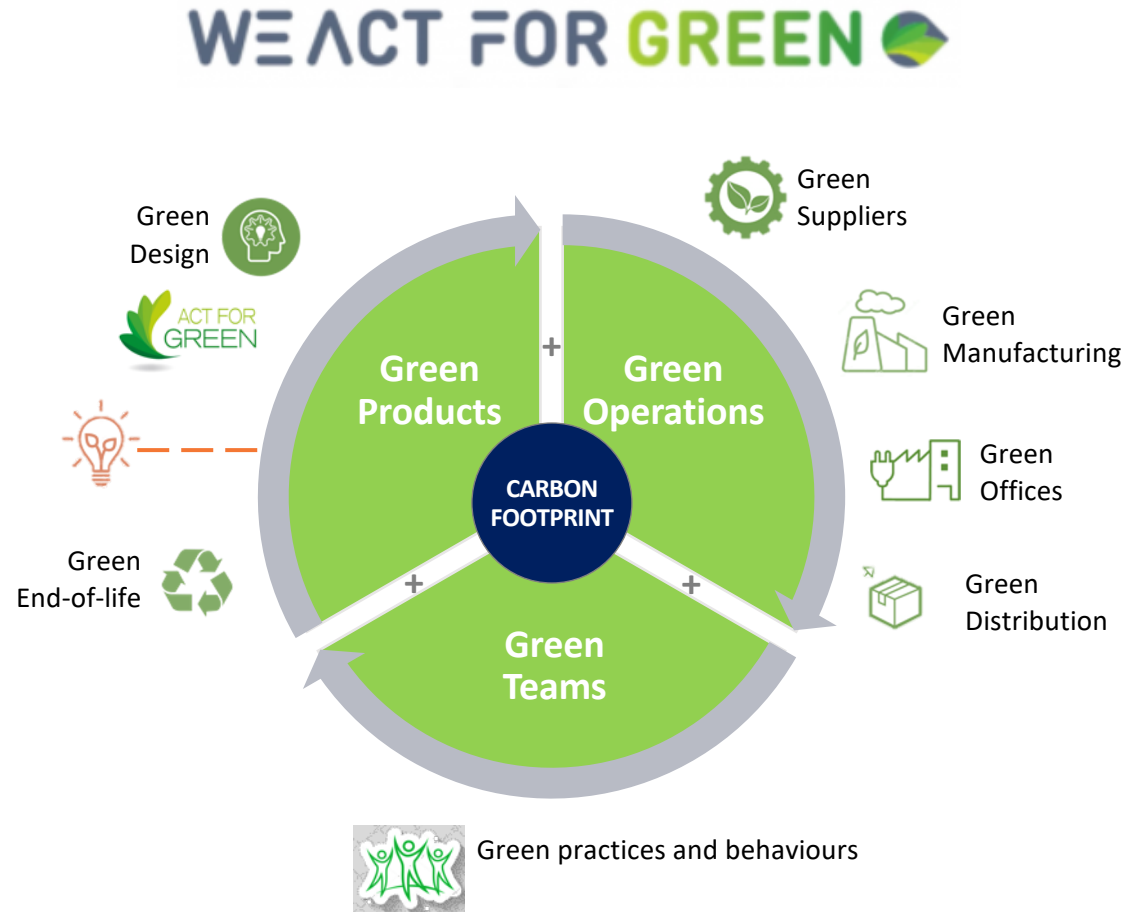 WE ACT FOR GREEN
Green
Suppliers
Green
Design
ACT FOR
GREEN
Green
Manufacturing
+
Green
Products
Green
Operations
Green
Offices
CARBON
FOOTPRINT
Green
End-of-life
+
+
Green
Distribution
Green
Teams
Green practices and behaviours